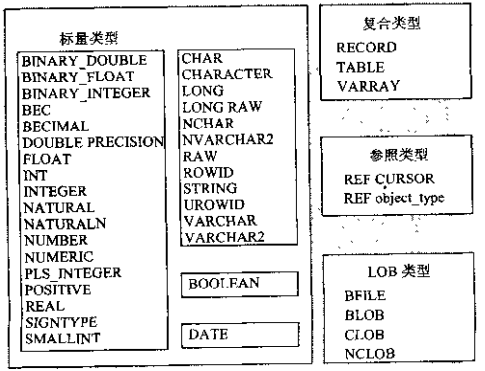 标量类型
BINARY_DOUBLE
BINARY_FLOAT
BINARY_INTEGER
BEC
BECIMAL
DOUBLE PRECISION
FLOAT
INT
INTEGER
NATURAL
NATURALN
NUMBER
NUMERIC
PLS_INTEGER
POSITIVE
REAL
SIGNTYPE
SMALLINT
CHAR
CHARACTER
LONG
LONG RAW
NCHAR
NVARCHAR2
RAW
ROWID
STRING
UROWID
VARCHAR
VARCHAR2
BOOLEAN
DATE
复合类型
RECORD
TABLE
VARRAY
参照类型
REF CURSOR
REF object_type
LOB 类型
BFILE
BLOB
CLOB
NCLOB